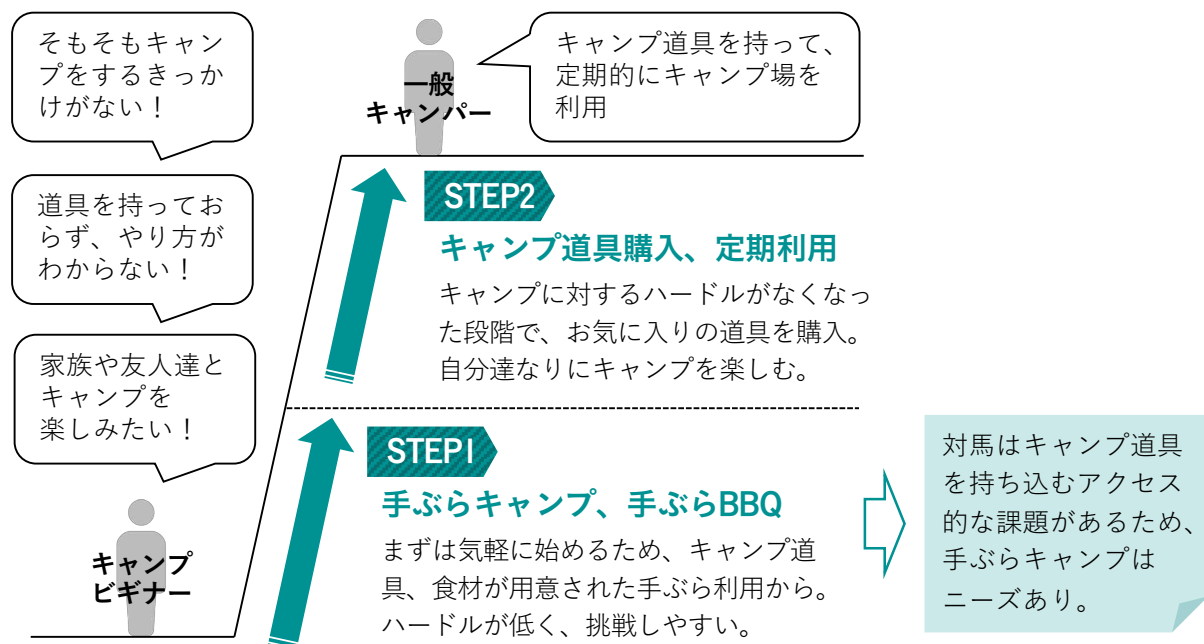 そもそもキャン
プをするきっか
けがない！
道具を持ってお
らず、やり方が
わからない！
家族や友人達と
キャンプを
楽しみたい！
キャンプ
ビギナー
一般
キャンパー
キャンプ道具を持って、
定期的にキャンプ場を
利用
STEP2
キャンプ道具購入、定期利用
キャンプに対するハードルがなくなっ
た段階で、お気に入りの道具を購入。
自分達なりにキャンプを楽しむ。
STEP1
手ぶらキャンプ、手ぶらBBQ
まずは気軽に始めるため、キャンプ道
具、食材が用意された手ぶら利用から。
ハードルが低く、挑戦しやすい。
対馬はキャンプ道具
を持ち込むアクセス
的な課題があるため、
手ぶらキャンプは
ニーズあり。